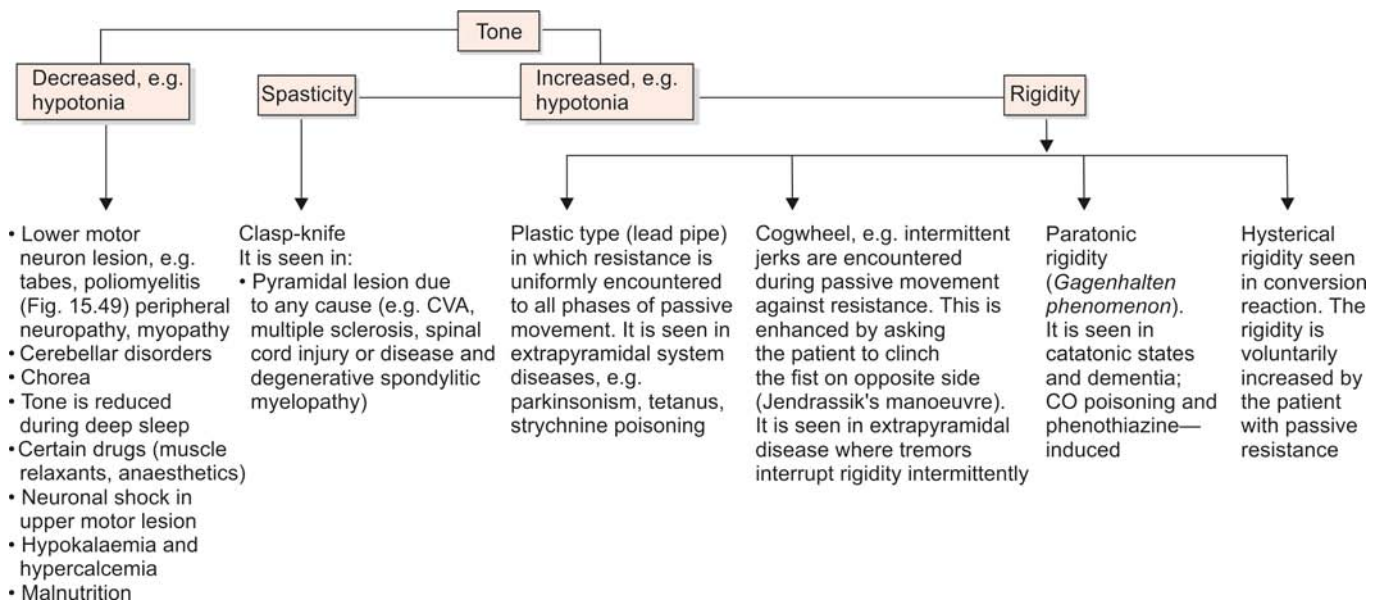 Tone
Decreased, e.g.
hypotonia
Spasticity
Increased, e.g.
hypotonia
Rigidity
• Lower motor
neuron lesion, e.g.
tabes, poliomyelitis
(Fig. 15.49) peripheral
neuropathy, myopathy
• Cerebellar disorders
• Chorea
• Tone is reduced
during deep sleep
• Certain drugs (muscle
relaxants, anaesthetics)
• Neuronal shock in
upper motor lesion
• Hypokalaemia and
hypercalcemia
• Malnutrition
Clasp-knife
It is seen in:
• Pyramidal lesion due
to any cause (e.g. CVA,
multiple sclerosis, spinal
cord injury or disease and
degenerative spondylitic
myelopathy)
Plastic type (lead pipe)
in which resistance is
uniformly encountered
to all phases of passive
movement. It is seen in
extrapyramidal system
diseases, e.g.
parkinsonism, tetanus,
strychnine poisoning
Cogwheel, e.g. intermittent
jerks are encountered
during passive movement
against resistance. This is
enhanced by asking
the patient to clinch
the fist on opposite side
(Jendrassik's manoeuvre).
It is seen in extrapyramidal
disease where tremors
interrupt rigidity intermittently
Paratonic
rigidity
(Gagenhalten
phenomenon).
It is seen in
catatonic states
and dementia;
CO poisoning and
phenothiazine—
induced
Hysterical
rigidity seen
in conversion
reaction. The
rigidity is
voluntarily
increased by
the patient
with passive
resistance